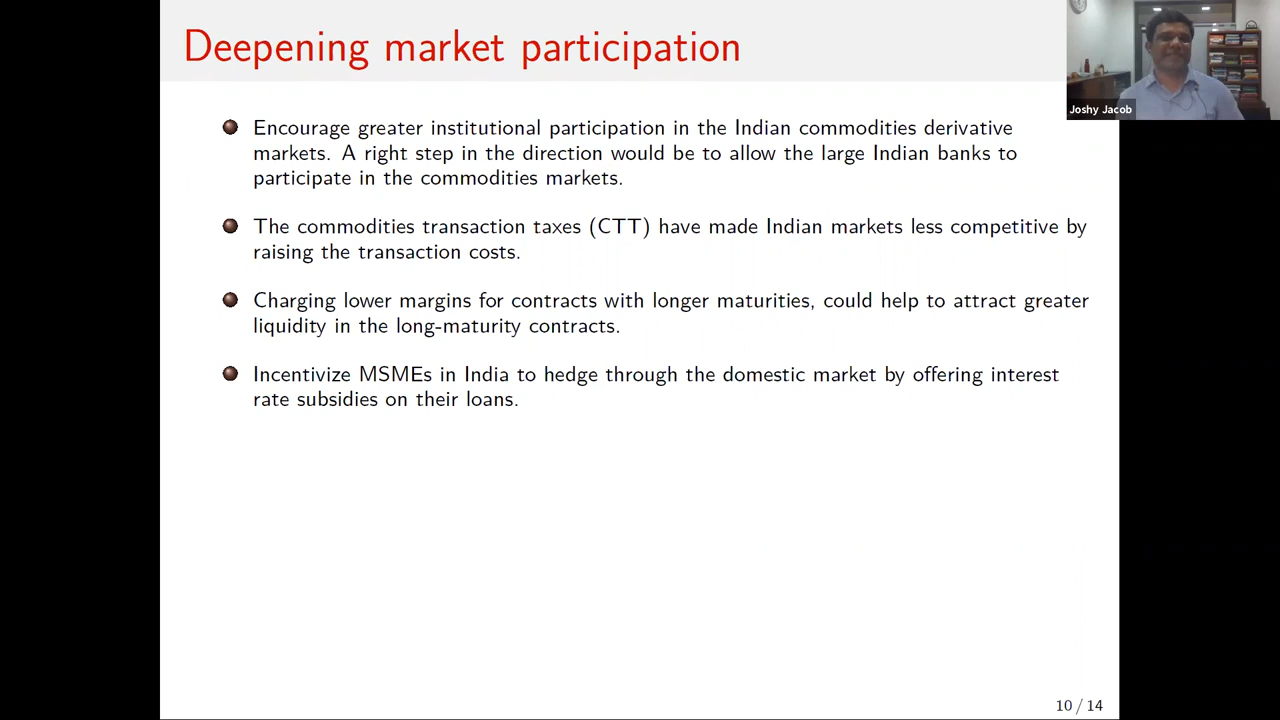 Deepening market participation
Joshy Jacob
Encourage greater institutional participation in the Indian commodities derivative
markets. A right step in the direction would be to allow the large Indian banks to
participate in the commodities markets.
The commodities transaction taxes (CTT) have made Indian markets less competitive by
raising the transaction costs.
Charging lower margins for contracts with longer maturities, could help to attract greater
liquidity in the long-maturity contracts.
Incentivize MSMEs in India to hedge through the domestic market by offering interest
rate subsidies on their loans.
10 / 14